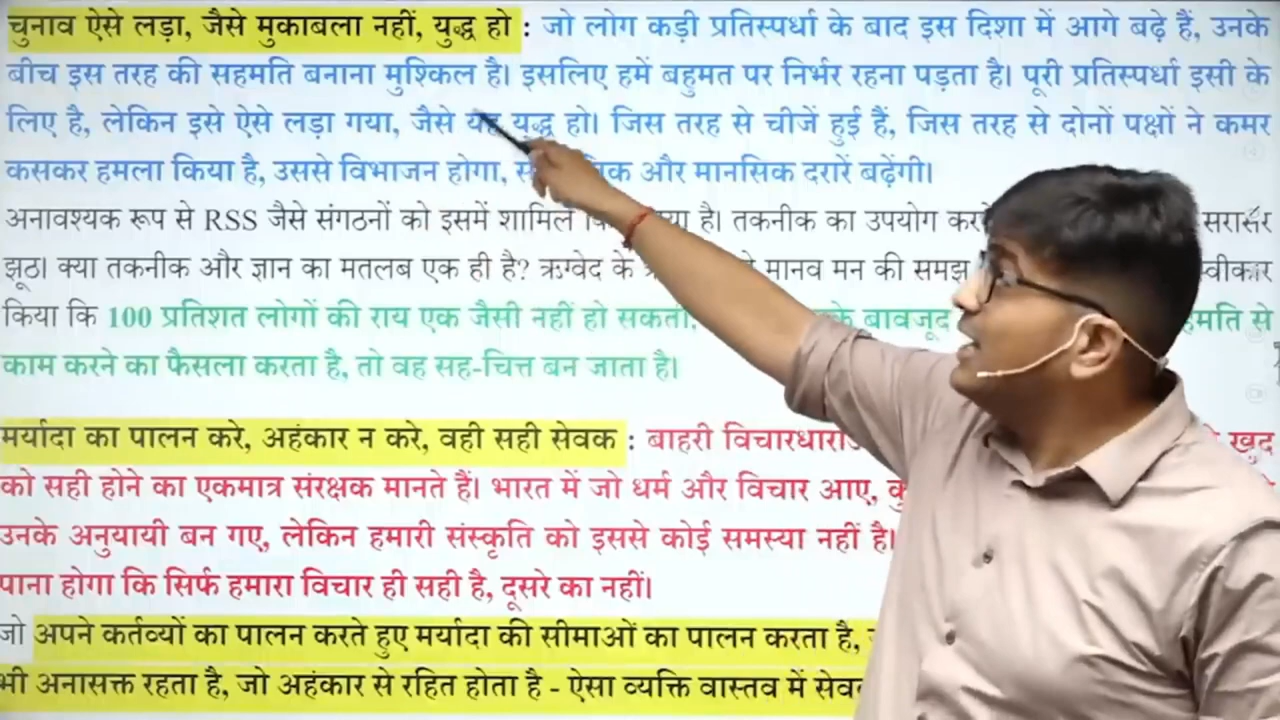 चुनाव ऐसे लड़ा, जैसे मुकाबला नहीं, युद्ध हो : जो लोग कड़ी प्रतिस्पर्धा के बाद इस दिशा में आगे बढ़े हैं, उनके
बीच इस तरह की सहमति बनाना मुश्किल है। इसलिए हमें बहुमत पर निर्भर रहना पड़ता है। पूरी प्रतिस्पर्धा इसी के
लिए है, लेकिन इसे ऐसे लड़ा गया, जैसे यह युद्ध हो। जिस तरह से चीजें हुई हैं, जिस तरह से दोनों पक्षों ने कमर
कसकर हमला किया है, उससे विभाजन होगा, और मानसिक दरारें बढ़ेंगी।
अनावश्यक रूप से RSS जैसे संगठनों को इसमें शामिल है। तकनीक का उपयोग सरासर
झूठ। क्या तकनीक और ज्ञान का मतलब एक ही है? ऋग्वेद के मानव मन की समझ
किया कि 100 प्रतिशत लोगों की राय एक जैसी नहीं हो सकती, के बावजूद से
काम करने का फैसला करता है, तो वह सह-चित्त बन जाता है।
मर्यादा का पालन करे, अहंकार न करे, वही सही सेवक : बाहरी खुद
को सही होने का एकमात्र संरक्षक मानते हैं। भारत में जो धर्म और विचार आए,
उनके अनुयायी बन गए, लेकिन हमारी संस्कृति को इससे कोई समस्या नहीं है।
पाना होगा कि सिर्फ हमारा विचार ही सही है, दूसरे का नहीं।
जो अपने कर्तव्यों का पालन करते हुए मर्यादा की सीमाओं का पालन करता है,
भी अनासक्त रहता है, जो अहंकार से रहित होता है - ऐसा व्यक्ति वास्तव में